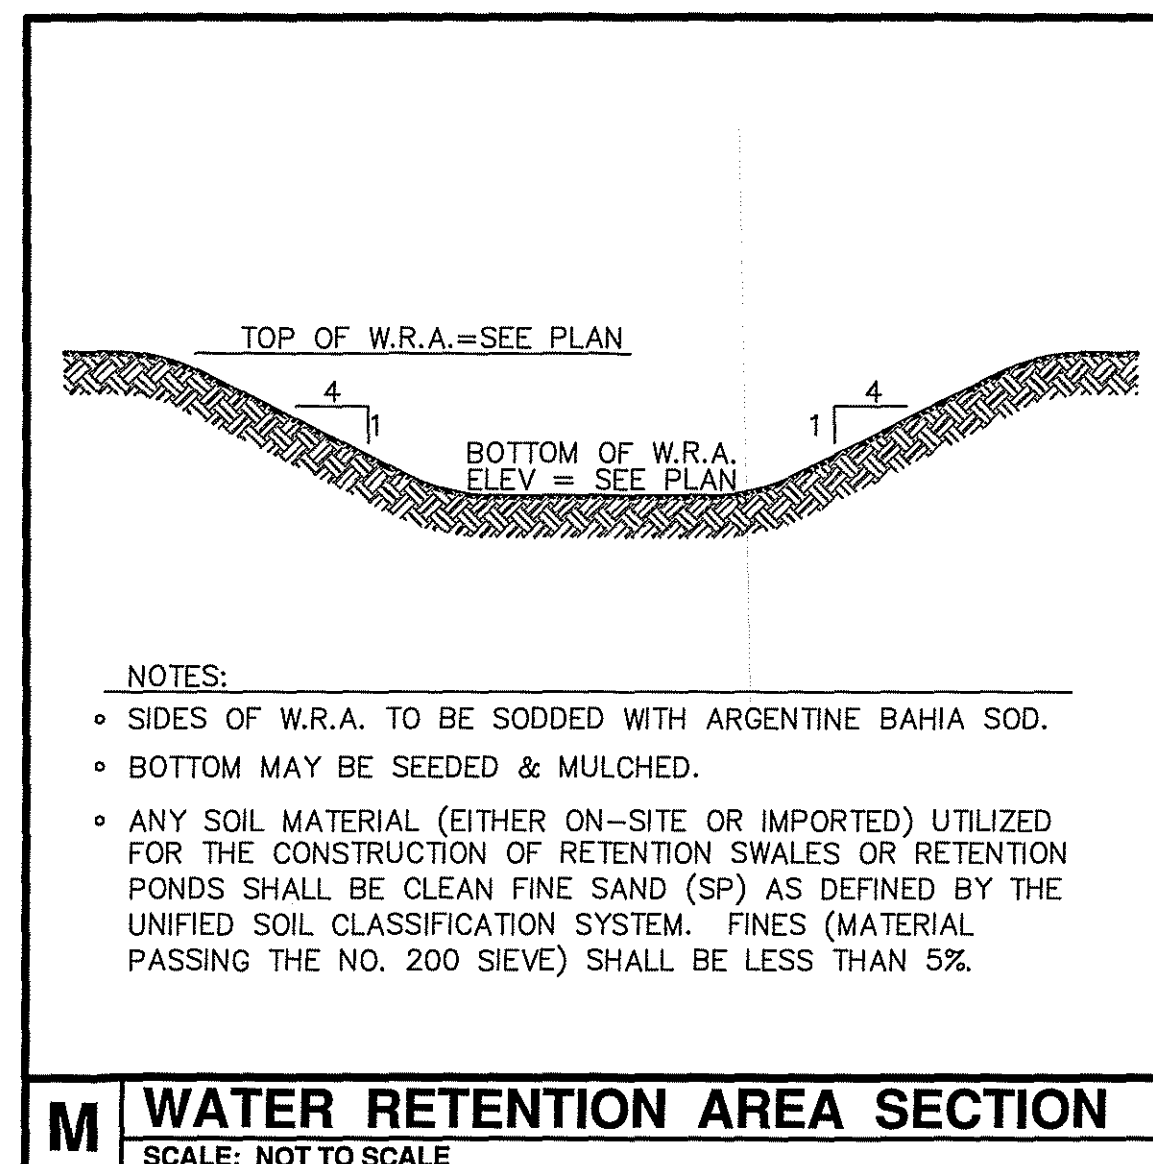 TOP OF W.R.A.=SEE PLAN
4
1
4
1
BOTTOM OF W.R.A.
ELEV = SEE PLAN
NOTES:
∘ SIDES OF W.R.A. TO BE SODDED WITH ARGENTINE BAHIA SOD.
∘ BOTTOM MAY BE SEEDED & MULCHED.
∘ ANY SOIL MATERIAL (EITHER ON-SITE OR IMPORTED) UTILIZED
FOR THE CONSTRUCTION OF RETENTION SWALES OR RETENTION
PONDS SHALL BE CLEAN FINE SAND (SP) AS DEFINED BY THE
UNIFIED SOIL CLASSIFICATION SYSTEM. FINES (MATERIAL
PASSING THE NO. 200 SIEVE) SHALL BE LESS THAN 5%.
M
WATER RETENTION AREA SECTION
SCALE: NOT TO SCALE